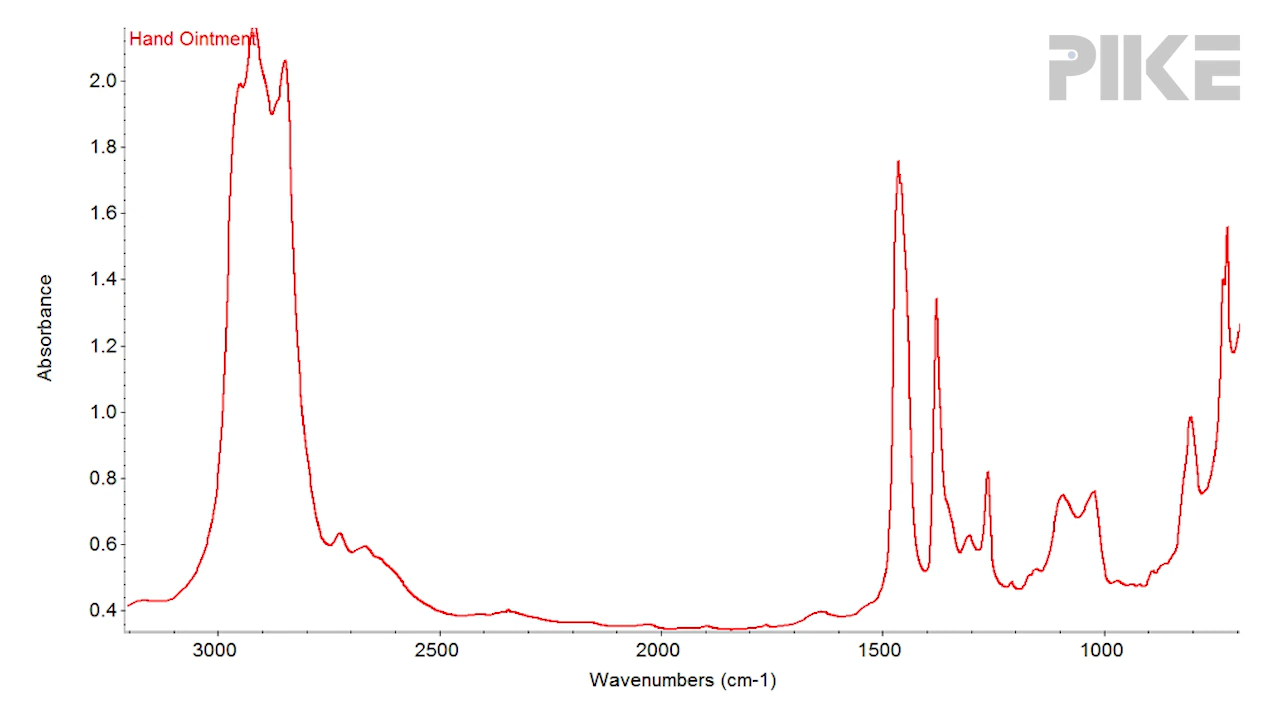 Hand Ointment
PIKE
2.0
1.8
1.6
1.4
1.2
1.0
0.8
0.6
0.4
Absorbance
3000 2500 2000 1500 1000
Wavenumbers (cm-1)